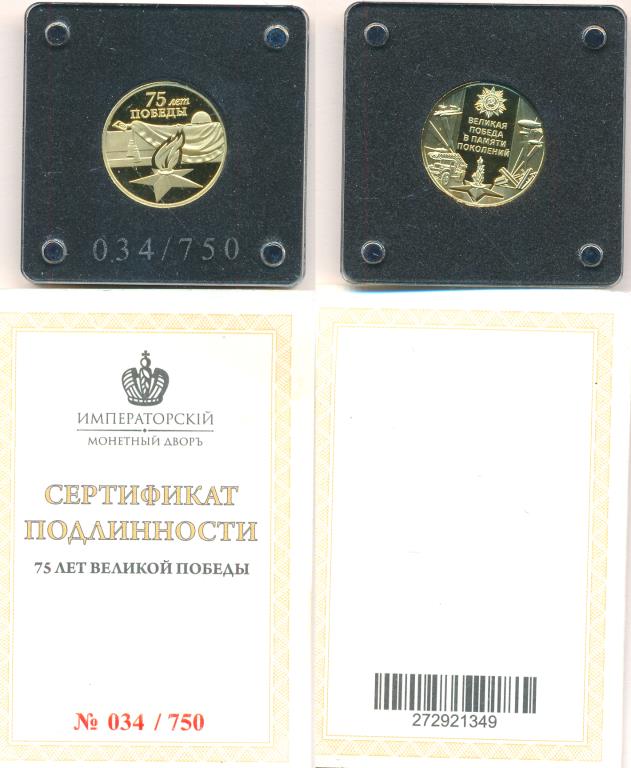 75 лет
ПОБЕДЫ
034/750
ВЕЛИКАЯ
ПОБЕДА
В ПАМЯТИ
ПОКОЛЕНИЙ
ИМПЕРАТОРСКІЙ
МОНЕТНЫЙ ДВОРЪ
СЕРТИФИКАТ
ПОДЛИННОСТИ
75 ЛЕТ ВЕЛИКОЙ ПОБЕДЫ
№ 034 / 750
272921349